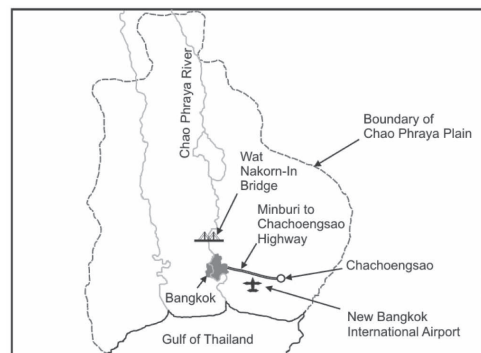 Chao Phraya River
Boundary of
Chao Phraya Plain
Wat
Nakorn-In
Bridge
Minburi to
Chachoengsao
Highway
Chachoengsao
Bangkok
New Bangkok
International Airport
Gulf of Thailand